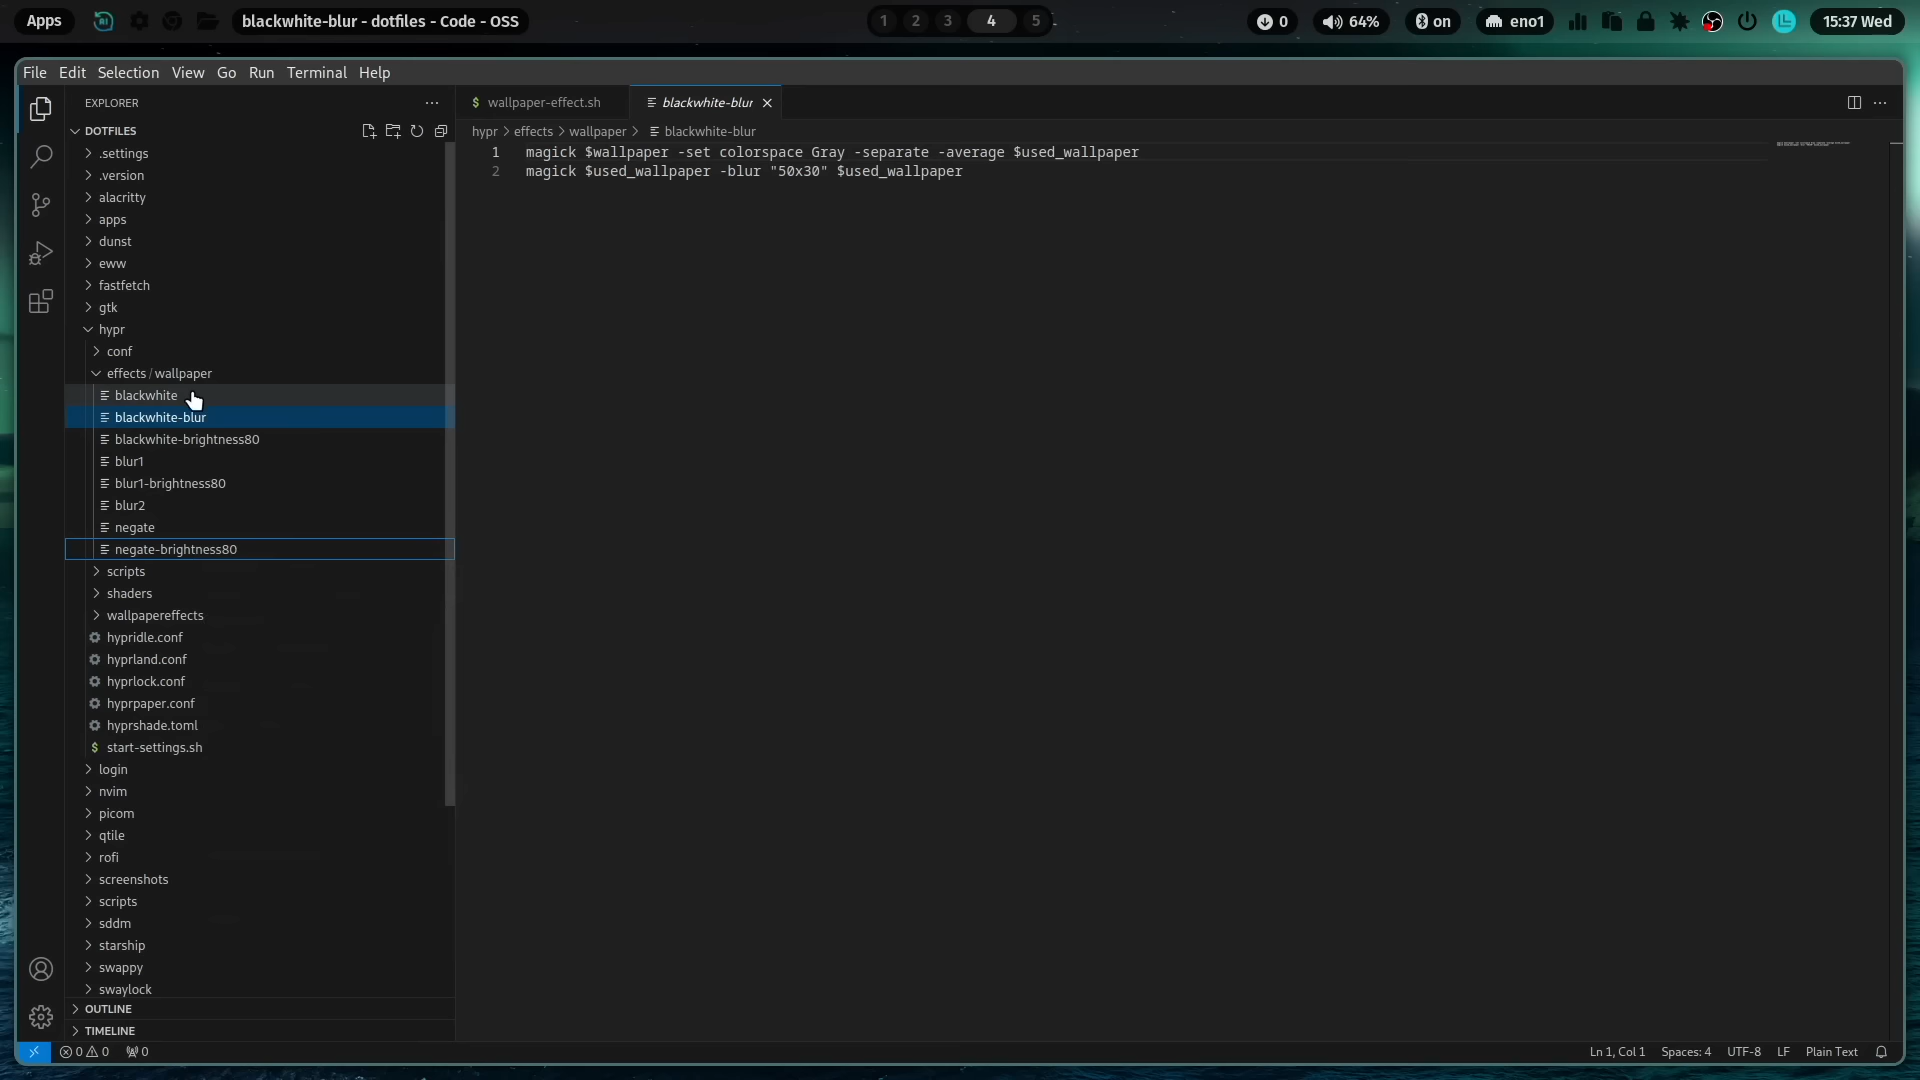 Apps
blackwhite-blur - dotfiles - Code - OSS
1 2 3 4 5
0
64%
on
eno1
15:37 Wed
File Edit Selection View Go Run Terminal Help
EXPLORER
DOTFILES
.settings
.version
alacritty
apps
dunst
eww
fastfetch
gtk
hypr
conf
effects / wallpaper
blackwhite
blackwhite-blur
blackwhite-brightness80
blur1
blur1-brightness80
blur2
negate
negate-brightness80
scripts
shaders
wallpapereffects
hypridle.conf
hyprland.conf
hyprlock.conf
hyprpaper.conf
hyprshade.toml
$ start-settings.sh
login
nvim
picom
qtile
rofi
screenshots
scripts
sddm
starship
swappy
swaylock
OUTLINE
TIMELINE
$ wallpaper-effect.sh
blackwhite-blur
hypr > effects > wallpaper > blackwhite-blur
1 magick $wallpaper -set colorspace Gray -separate -average $used_wallpaper
2 magick $used_wallpaper -blur "50x30" $used_wallpaper
0 0 0
Ln 1, Col 1
Spaces: 4
UTF-8
LF
Plain Text